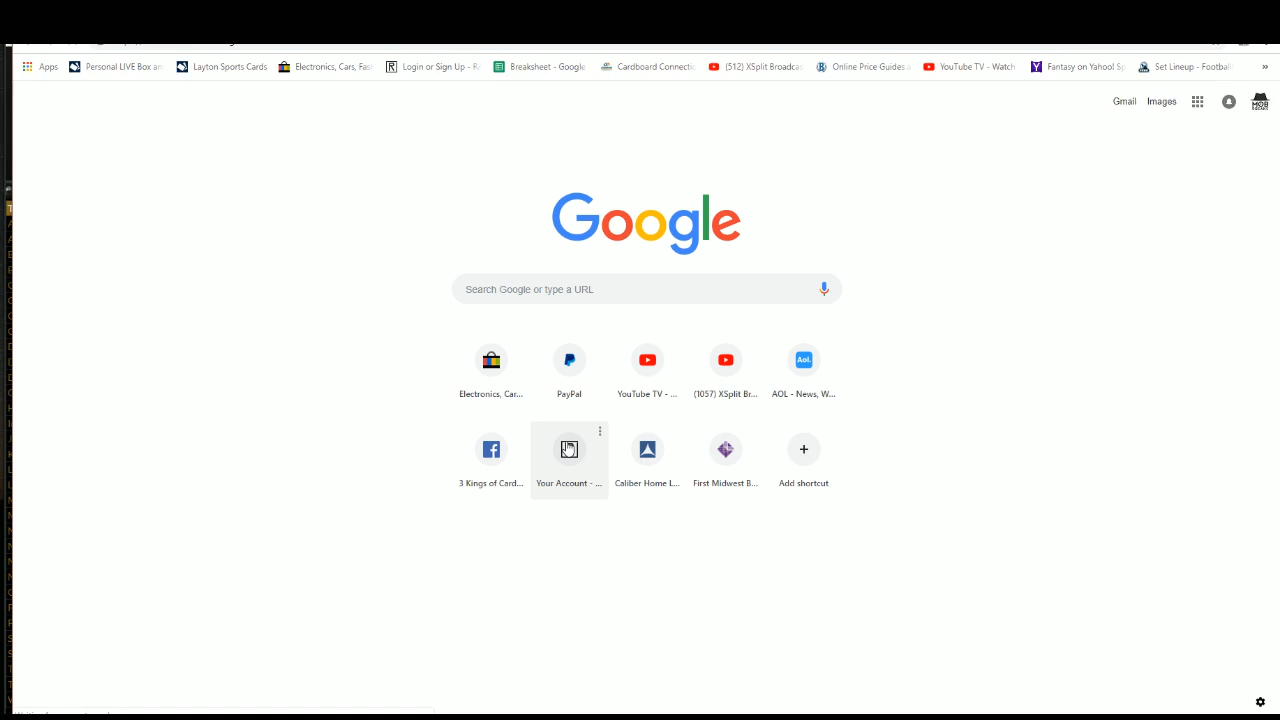 Apps Personal LIVE Box an Layton Sports Cards Electronics, Cars, Fas Login or Sign Up - R Breaksheet - Google Cardboard Connectic (512) XSplit Broadcas Online Price Guides YouTube TV - Watch Fantasy on Yahoo! Sp Set Lineup - Football »
Gmail Images
MOB
Google
Search Google or type a URL
Electronics, Car... PayPal YouTube TV - ... (1057) XSplit Br... AOL - News, W...
Aol.
3 Kings of Card... Your Account - ... Caliber Home L... First Midwest B... Add shortcut